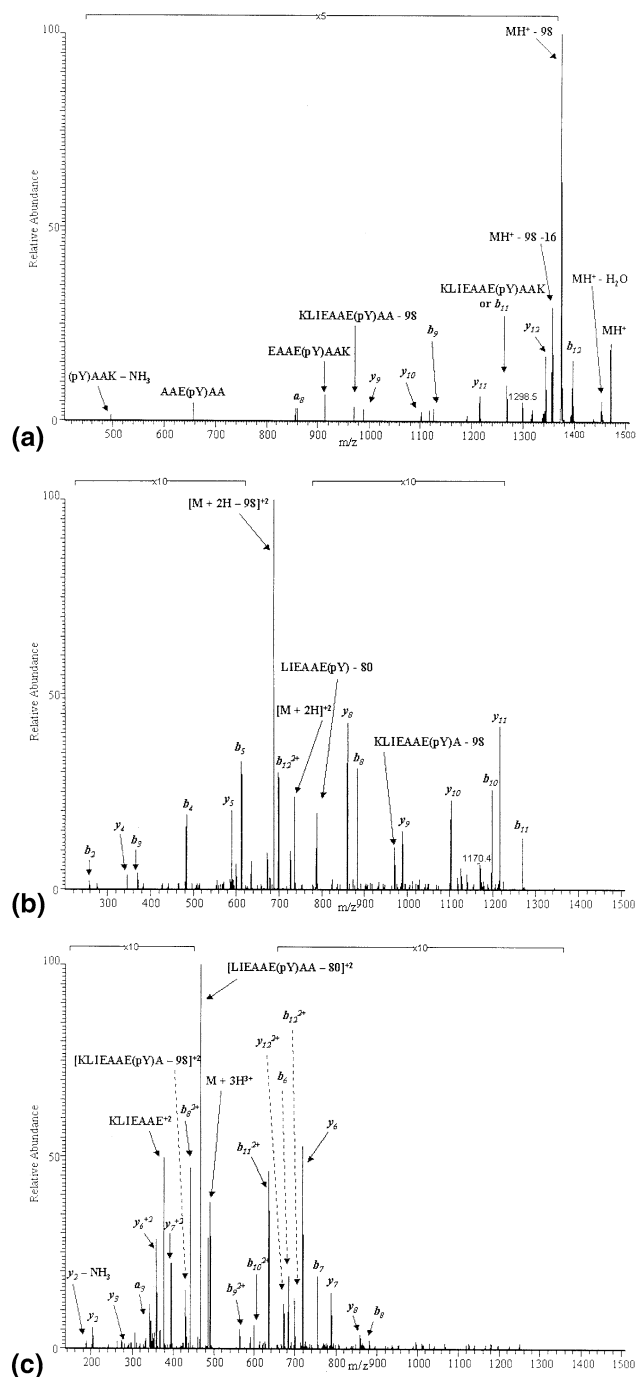 x5
100
MH⁺ - 98
Relative Abundance
50
MH⁺ - 98 -16
MH⁺ - H₂O
KLIEAAE(pY)AAK
or b₁₁
KLIEAAE(pY)AA - 98
b₉
y₁₂
MH⁺
EAAE(pY)AAK
y₁₀
b₁₂
(pY)AAK – NH₃
y₉
y₁₁
AAE(pY)AA
a₈
1298.5
(a)
500 600 700 800 900 1000 1100 1200 1300 1400 1500
m/z
x10 x10
100
[M + 2H – 98]⁺²
Relative Abundance
LIEAAE(pY) - 80
50
[M + 2H]⁺²
y₈
y₁₁
KLIEAAE(pY)A - 98
b₅
b₁₂²⁺
b₈
b₄
y₅
y₁₀
b₁₀
y₉
y₄
b₃
b₂
b₁₁
1170.4
(b)
200 300 400 500 600 700 800 900 1000 1100 1200 1300 1400 1500
m/z
x10 x10
100
[LIEAAE(pY)AA – 80]⁺²
Relative Abundance
b₁₂²⁺
y₁₂²⁺
[KLIEAAE(pY)A – 98]⁺²
b₆
M + 3H³⁺
KLIEAAE⁺²
b₈²⁺
50
b₁₁²⁺
y₆
y₆⁺²
y₇⁺²
y₂ – NH₃
a₃
b₁₀²⁺
b₇
y₇
y₃
y₂
b₉²⁺
y₈
b₈
(c)
200 300 400 500 600 700 800 900 1000 1100 1200 1300 1400 1500
m/z